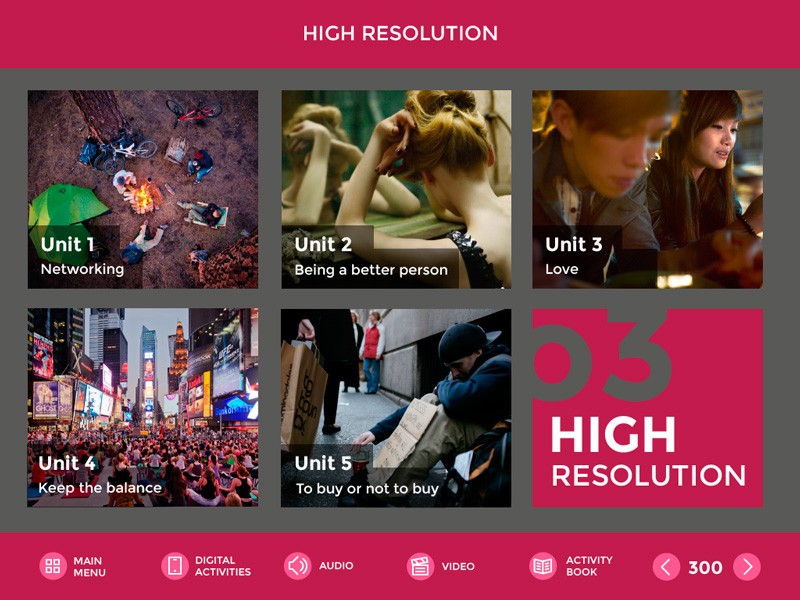 HIGH RESOLUTION
Unit 1
Networking
Unit 2
Being a better person
Unit 3
Love
Unit 4
Keep the balance
Unit 5
To buy or not to buy
03
HIGH
RESOLUTION
MAIN
MENU
DIGITAL
ACTIVITIES
AUDIO
VIDEO
ACTIVITY
BOOK
300